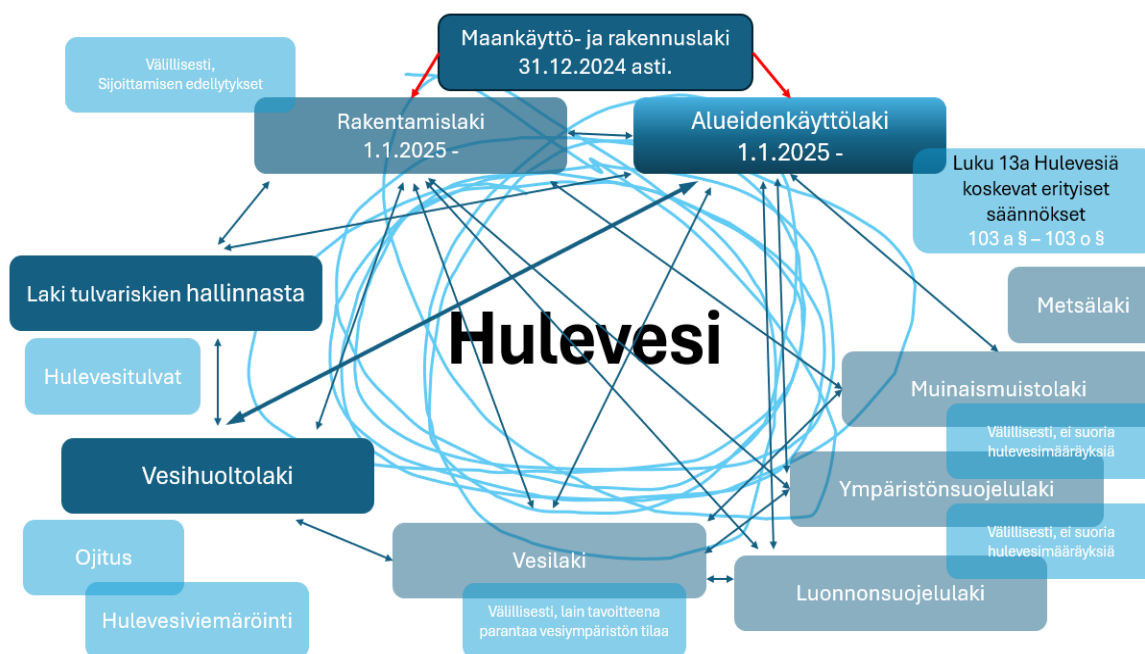 Maankäyttö- ja rakennuslaki
31.12.2024 asti.
Välillisesti,
Sijoittamisen edellytykset
Rakentamislaki
1.1.2025 -
Alueidenkäyttölaki
1.1.2025 -
Luku 13a Hulevesiä
koskevat erityiset
säännökset
103 a § – 103 o §
Laki tulvariskien hallinnasta
Metsälaki
Hulevesi
Hulevesitulvat
Muinaismuistolaki
Välillisesti, ei suoria
hulevesimääräyksiä
Vesihuoltolaki
Ympäristönsuojelulaki
Välillisesti, ei suoria
hulevesimääräyksiä
Ojitus
Vesilaki
Luonnonsuojelulaki
Hulevesiviemäröinti
Välillisesti, lain tavoitteena
parantaa vesiympäristön tilaa